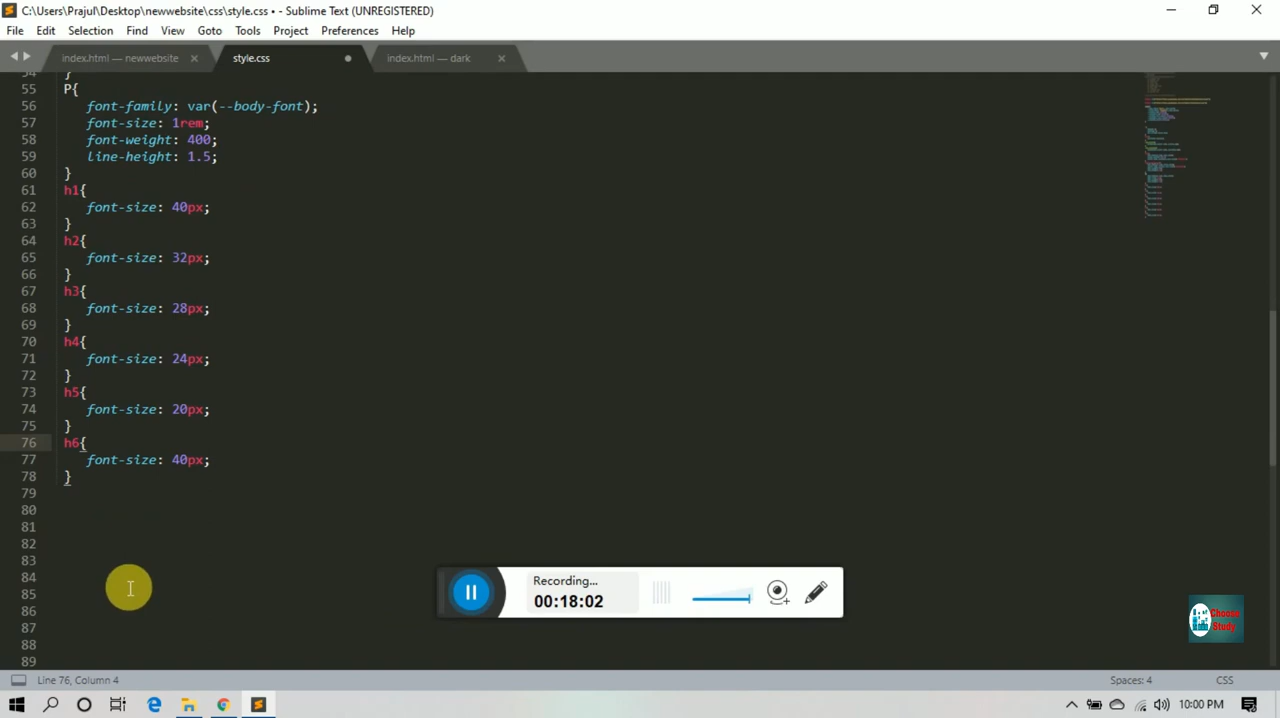 C:\Users\Prajul\Desktop\newwebsite\css\style.css • - Sublime Text (UNREGISTERED)
File Edit Selection Find View Goto Tools Project Preferences Help
index.html — newwebsite style.css index.html — dark
54 }
55 P{
56 font-family: var(--body-font);
57 font-size: 1rem;
58 font-weight: 400;
59 line-height: 1.5;
60 }
61 h1{
62 font-size: 40px;
63 }
64 h2{
65 font-size: 32px;
66 }
67 h3{
68 font-size: 28px;
69 }
70 h4{
71 font-size: 24px;
72 }
73 h5{
74 font-size: 20px;
75 }
76 h6{
77 font-size: 40px;
78 }
79
80
81
82
83
84
85
86
87
88
89
Recording...
00:18:02
Choose
Study
Line 76, Column 4 Spaces: 4 CSS
10:00 PM